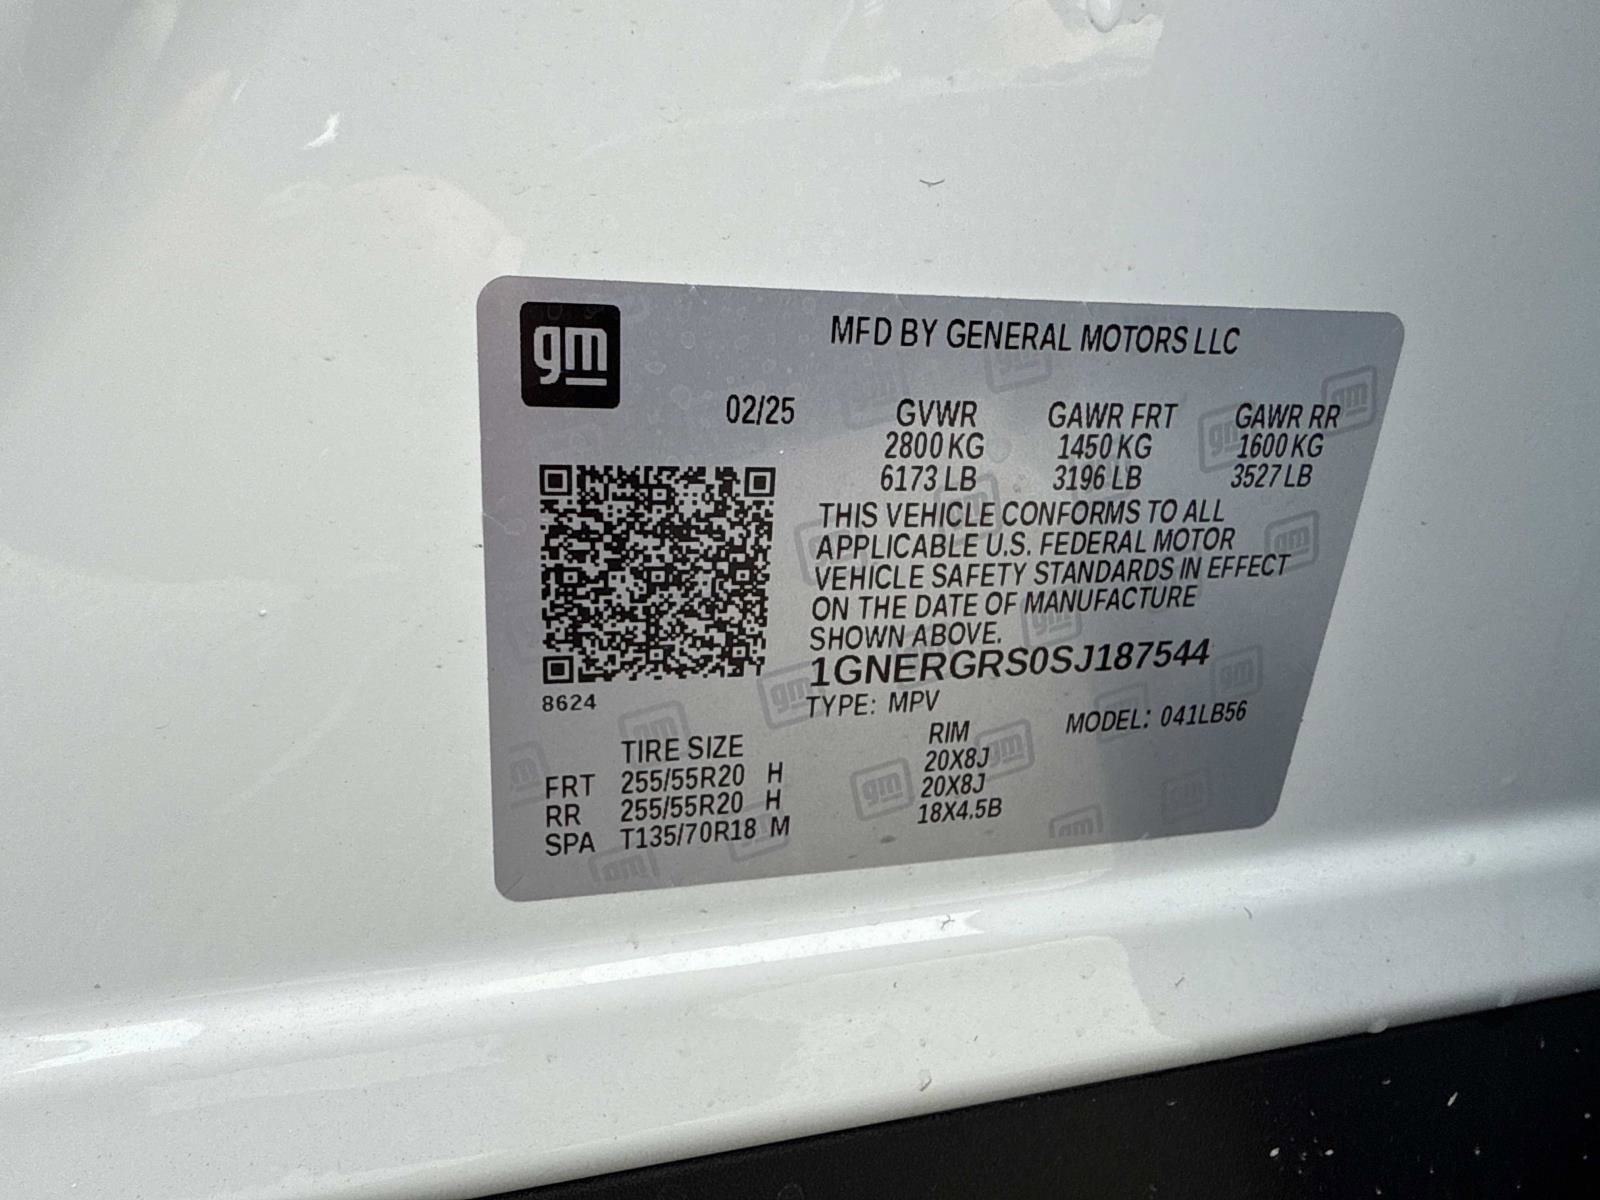 gm
MFD BY GENERAL MOTORS LLC
02/25 GVWR GAWR FRT GAWR RR
2800 KG 1450 KG 1600 KG
6173 LB 3196 LB 3527 LB
THIS VEHICLE CONFORMS TO ALL
APPLICABLE U.S. FEDERAL MOTOR
VEHICLE SAFETY STANDARDS IN EFFECT
ON THE DATE OF MANUFACTURE
SHOWN ABOVE.
1GNERGRS0SJ187544
8624
TYPE: MPV MODEL: 041LB56
TIRE SIZE RIM
FRT 255/55R20 H 20X8J
RR 255/55R20 H 20X8J
SPA T135/70R18 M 18X4.5B